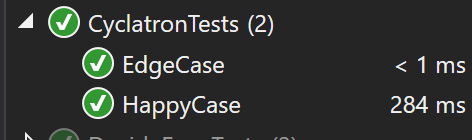 CyclatronTests (2)
EdgeCase < 1 ms
HappyCase 284 ms